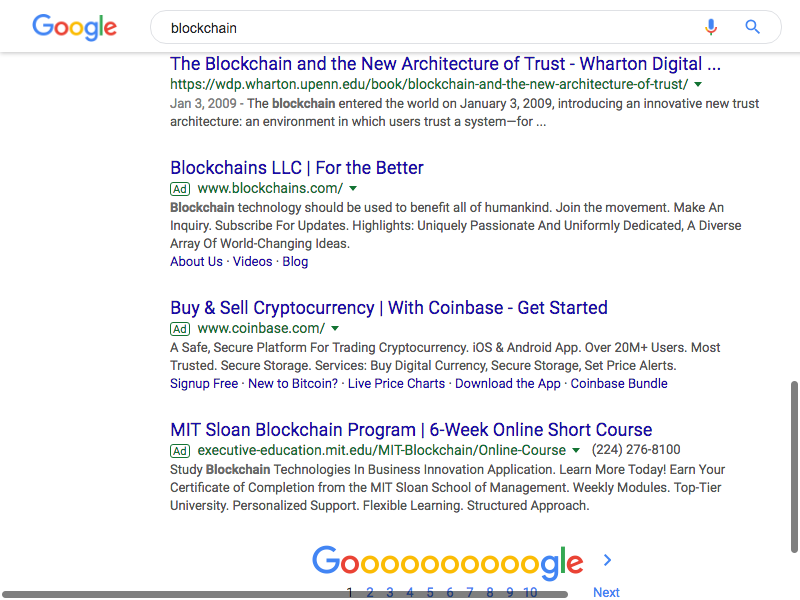 Google
blockchain
The Blockchain and the New Architecture of Trust - Wharton Digital ...
https://wdp.wharton.upenn.edu/book/blockchain-and-the-new-architecture-of-trust/
Jan 3, 2009 - The blockchain entered the world on January 3, 2009, introducing an innovative new trust
architecture: an environment in which users trust a system—for ...
Blockchains LLC | For the Better
Ad www.blockchains.com/
Blockchain technology should be used to benefit all of humankind. Join the movement. Make An
Inquiry. Subscribe For Updates. Highlights: Uniquely Passionate And Uniformly Dedicated, A Diverse
Array Of World-Changing Ideas.
About Us · Videos · Blog
Buy & Sell Cryptocurrency | With Coinbase - Get Started
Ad www.coinbase.com/
A Safe, Secure Platform For Trading Cryptocurrency. iOS & Android App. Over 20M+ Users. Most
Trusted. Secure Storage. Services: Buy Digital Currency, Secure Storage, Set Price Alerts.
Signup Free · New to Bitcoin? · Live Price Charts · Download the App · Coinbase Bundle
MIT Sloan Blockchain Program | 6-Week Online Short Course
Ad executive-education.mit.edu/MIT-Blockchain/Online-Course (224) 276-8100
Study Blockchain Technologies In Business Innovation Application. Learn More Today! Earn Your
Certificate of Completion from the MIT Sloan School of Management. Weekly Modules. Top-Tier
University. Personalized Support. Flexible Learning. Structured Approach.
Goooooooooogle
1 2 3 4 5 6 7 8 9 10 Next